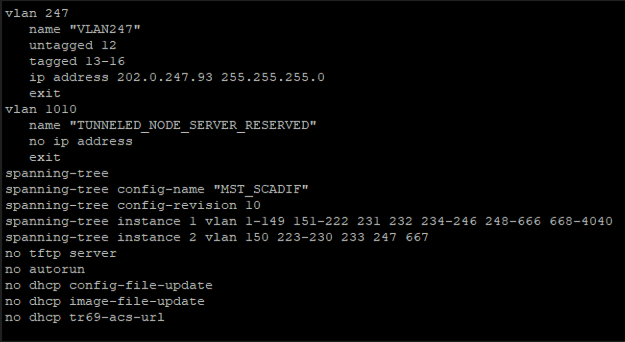 vlan 247
name "VLAN247"
untagged 12
tagged 13-16
ip address 202.0.247.93 255.255.255.0
exit
vlan 1010
name "TUNNELED_NODE_SERVER_RESERVED"
no ip address
exit
spanning-tree
spanning-tree config-name "MST_SCADIF"
spanning-tree config-revision 10
spanning-tree instance 1 vlan 1-149 151-222 231 232 234-246 248-666 668-4040
spanning-tree instance 2 vlan 150 223-230 233 247 667
no tftp server
no autorun
no dhcp config-file-update
no dhcp image-file-update
no dhcp tr69-acs-url